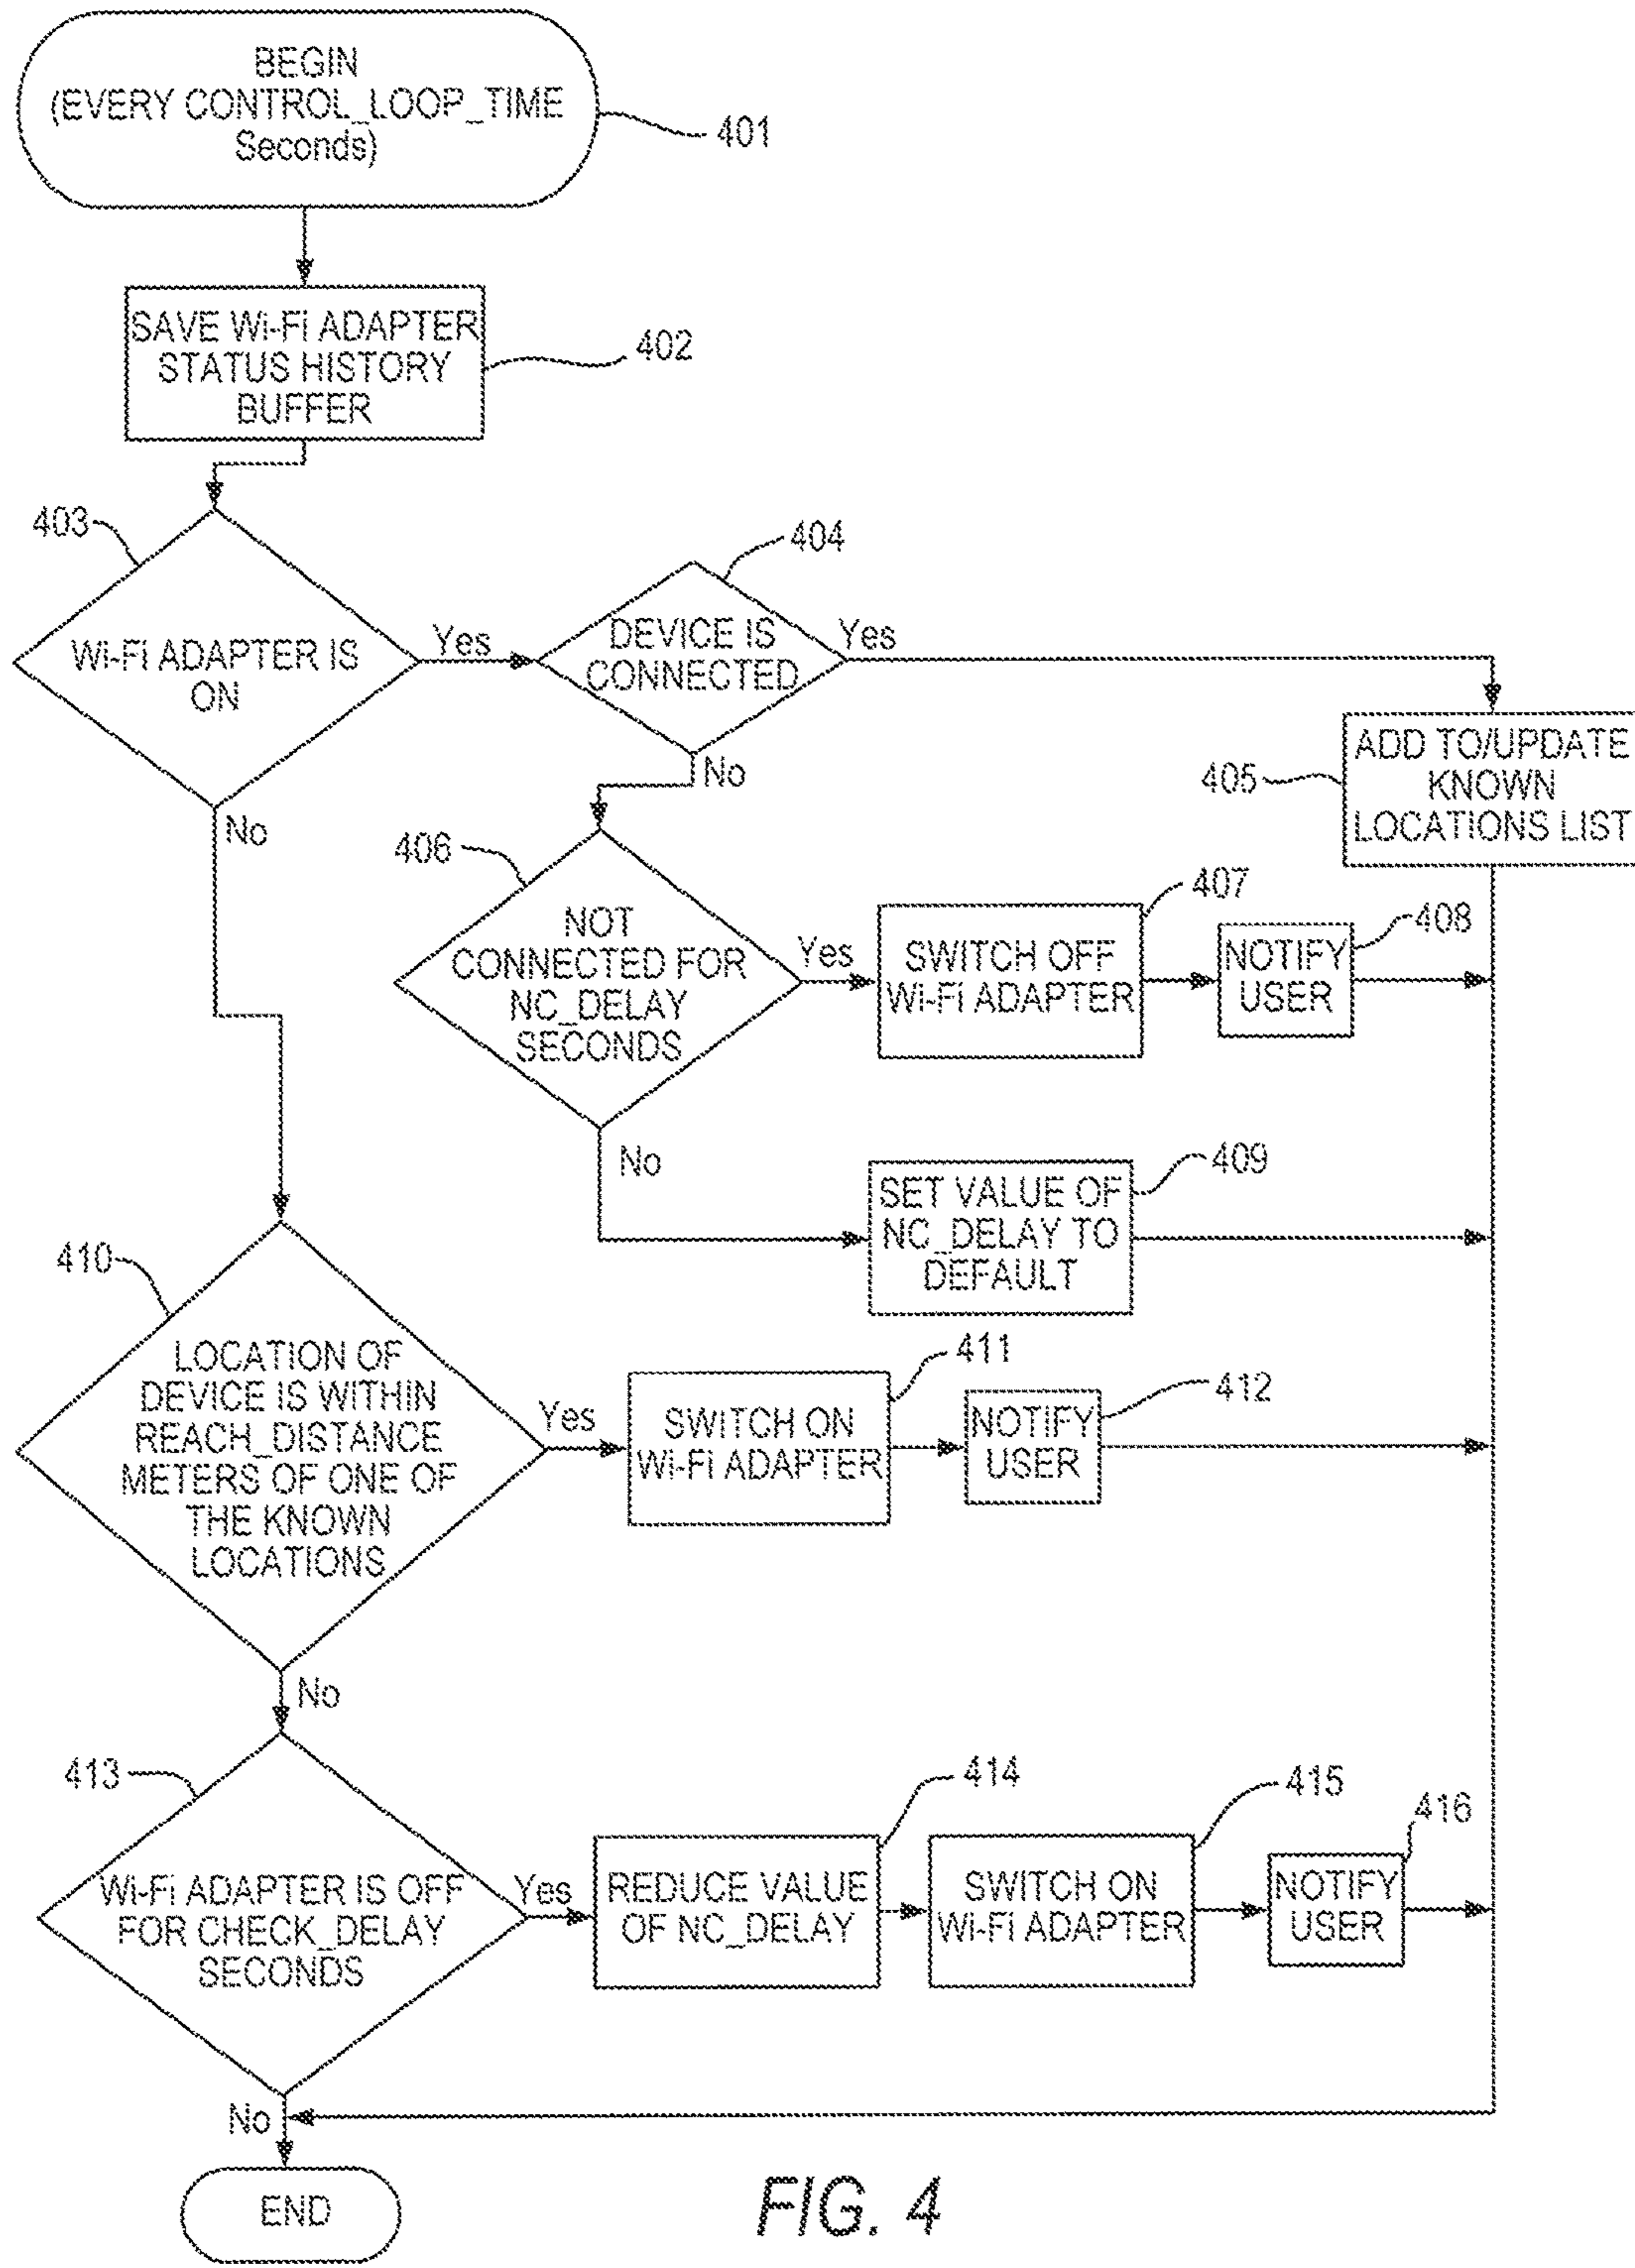 BEGIN
(EVERY CONTROL_LOOP_TIME
Seconds)
401
SAVE Wi-Fi ADAPTER
STATUS HISTORY
BUFFER
402
403
Wi-Fi ADAPTER IS
ON
Yes
No
404
DEVICE IS
CONNECTED
Yes
No
405
ADD TO/UPDATE
KNOWN
LOCATIONS LIST
406
NOT
CONNECTED FOR
NC_DELAY
SECONDS
Yes
No
407
SWITCH OFF
Wi-Fi ADAPTER
408
NOTIFY
USER
409
SET VALUE OF
NC_DELAY TO
DEFAULT
410
LOCATION OF
DEVICE IS WITHIN
REACH_DISTANCE
METERS OF ONE OF
THE KNOWN
LOCATIONS
Yes
No
411
SWITCH ON
Wi-Fi ADAPTER
412
NOTIFY
USER
413
Wi-Fi ADAPTER IS OFF
FOR CHECK_DELAY
SECONDS
Yes
No
414
REDUCE VALUE
OF NC_DELAY
415
SWITCH ON
Wi-Fi ADAPTER
416
NOTIFY
USER
END
FIG. 4